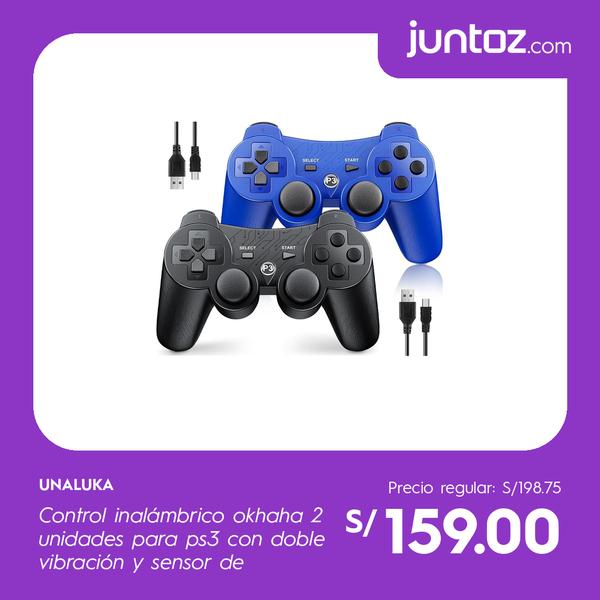 juntoz.com
SELECT
START
P3
SELECT
START
P3
UNALUKA
Control inalámbrico okhaha 2
unidades para ps3 con doble
vibración y sensor de
Precio regular: S/198.75
S/159.00